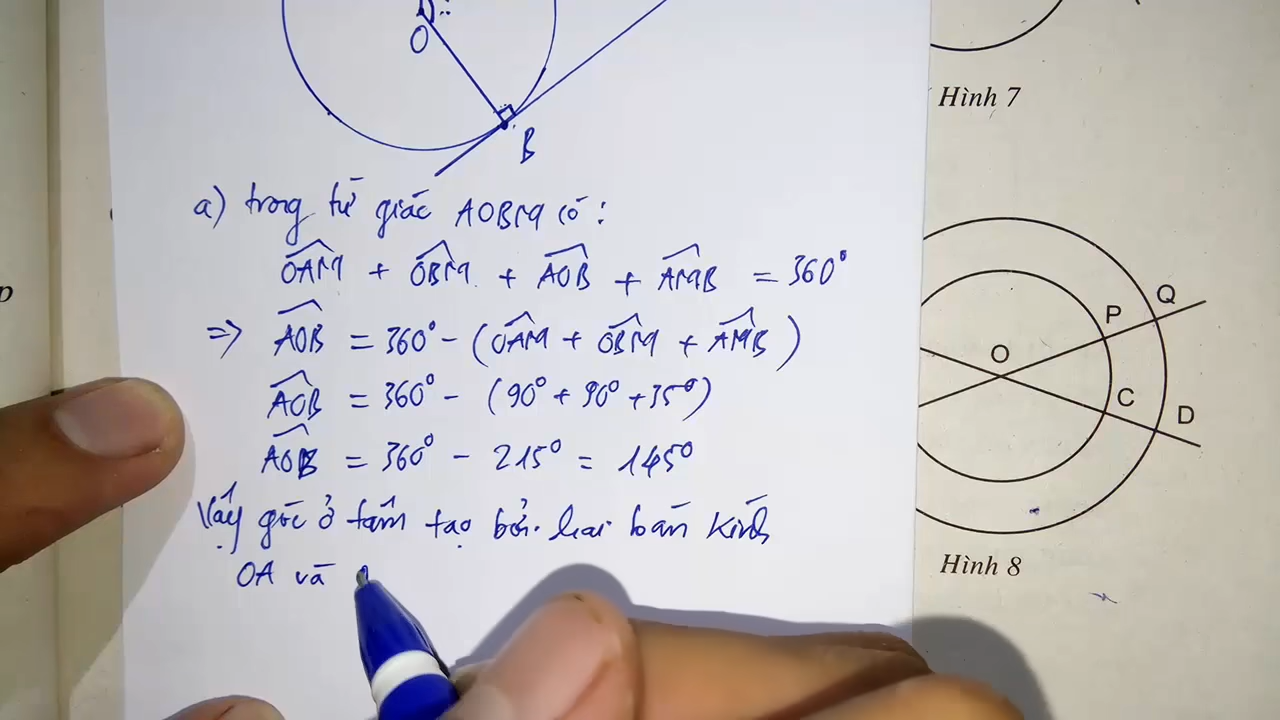 O
B
a) trong tứ giác AOBM có:
OAM + OBM + AOB + AMB = 360°
=> AOB = 360° - (OAM + OBM + AMB)
AOB = 360° - (90° + 90° + 35°)
AOB = 360° - 215° = 145°
Vậy góc ở tâm tạo bởi hai bán kính
OA và
Hình 7
Q
P
O
C
D
Hình 8